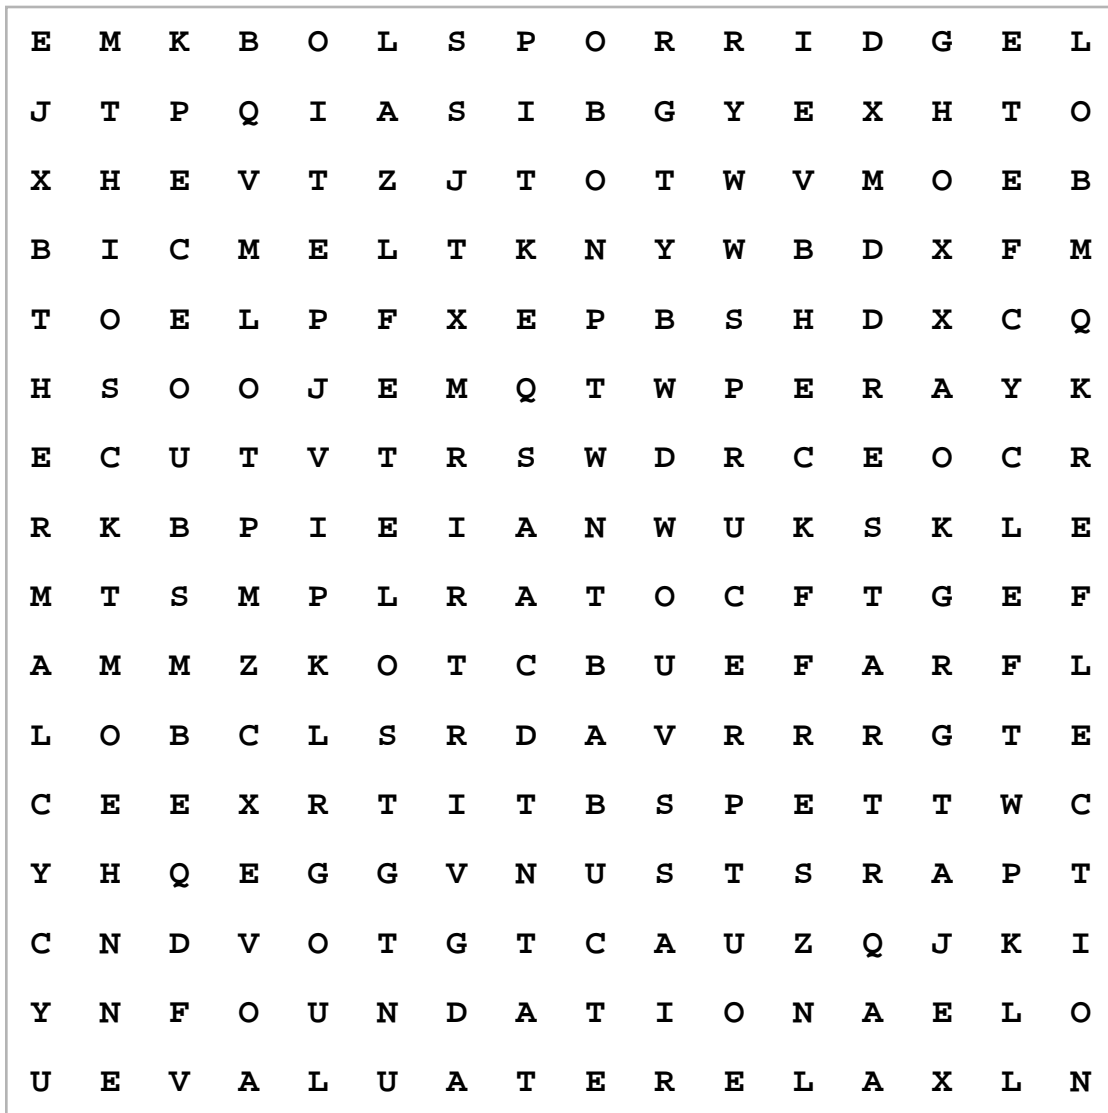 E M K B O L S P O R R I D G E L
J T P Q I A S I B G Y E X H T O
X H E V T Z J T O T W V M O E B
B I C M E L T K N Y W B D X F M
T O E L P F X E P B S H D X C Q
H S O O J E M Q T W P E R A Y K
E C U T V T R S W D R C E O C R
R K B P I E I A N W U K S K L E
M T S M P L R A T O C F T G E F
A M M Z K O T C B U E F A R F L
L O B C L S R D A V R R R G T E
C E E X R T I T B S P E T T W C
Y H Q E G G V N U S T S R A P T
C N D V O T G T C A U Z Q J K I
Y N F O U N D A T I O N A E L O
U E V A L U A T E R E L A X L N